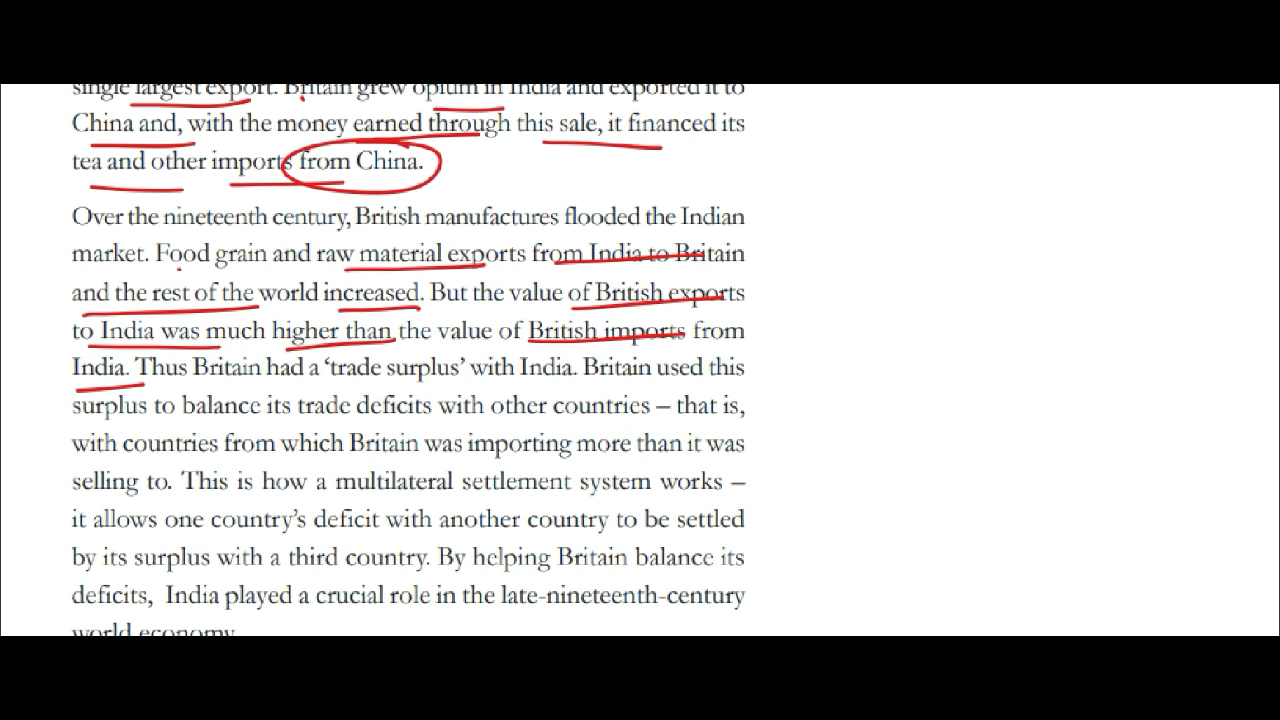 single largest export. Britain grew opium in India and exported it to
China and, with the money earned through this sale, it financed its
tea and other imports from China.
Over the nineteenth century, British manufactures flooded the Indian
market. Food grain and raw material exports from India to Britain
and the rest of the world increased. But the value of British exports
to India was much higher than the value of British imports from
India. Thus Britain had a ‘trade surplus’ with India. Britain used this
surplus to balance its trade deficits with other countries – that is,
with countries from which Britain was importing more than it was
selling to. This is how a multilateral settlement system works –
it allows one country’s deficit with another country to be settled
by its surplus with a third country. By helping Britain balance its
deficits, India played a crucial role in the late-nineteenth-century
world economy.